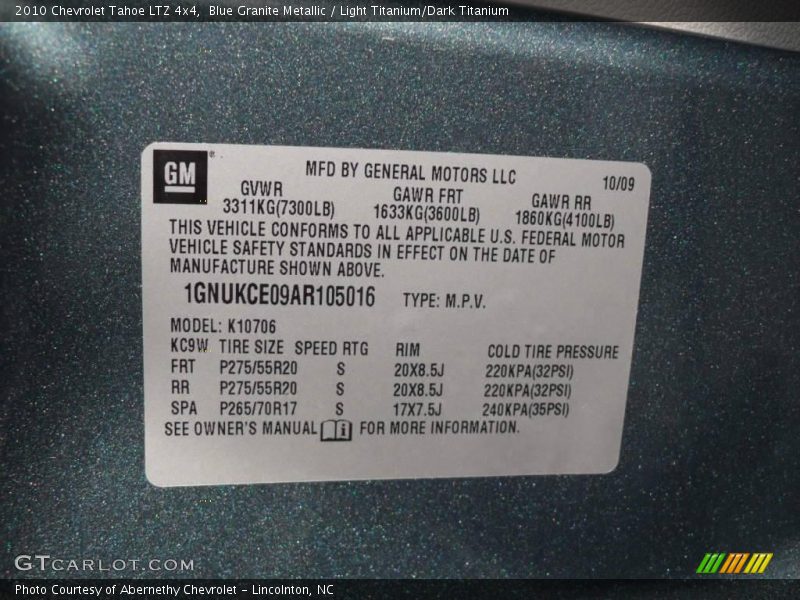 2010 Chevrolet Tahoe LTZ 4x4, Blue Granite Metallic / Light Titanium/Dark Titanium
GM
MFD BY GENERAL MOTORS LLC 10/09
GVWR GAWR FRT GAWR RR
3311KG(7300LB) 1633KG(3600LB) 1860KG(4100LB)
THIS VEHICLE CONFORMS TO ALL APPLICABLE U.S. FEDERAL MOTOR
VEHICLE SAFETY STANDARDS IN EFFECT ON THE DATE OF
MANUFACTURE SHOWN ABOVE.
1GNUKCE09AR105016 TYPE: M.P.V.
MODEL: K10706
KC9W TIRE SIZE SPEED RTG RIM COLD TIRE PRESSURE
FRT P275/55R20 S 20X8.5J 220KPA(32PSI)
RR P275/55R20 S 20X8.5J 220KPA(32PSI)
SPA P265/70R17 S 17X7.5J 240KPA(35PSI)
SEE OWNER'S MANUAL i FOR MORE INFORMATION.
GTCARLOT.COM
Photo Courtesy of Abernethy Chevrolet - Lincolnton, NC